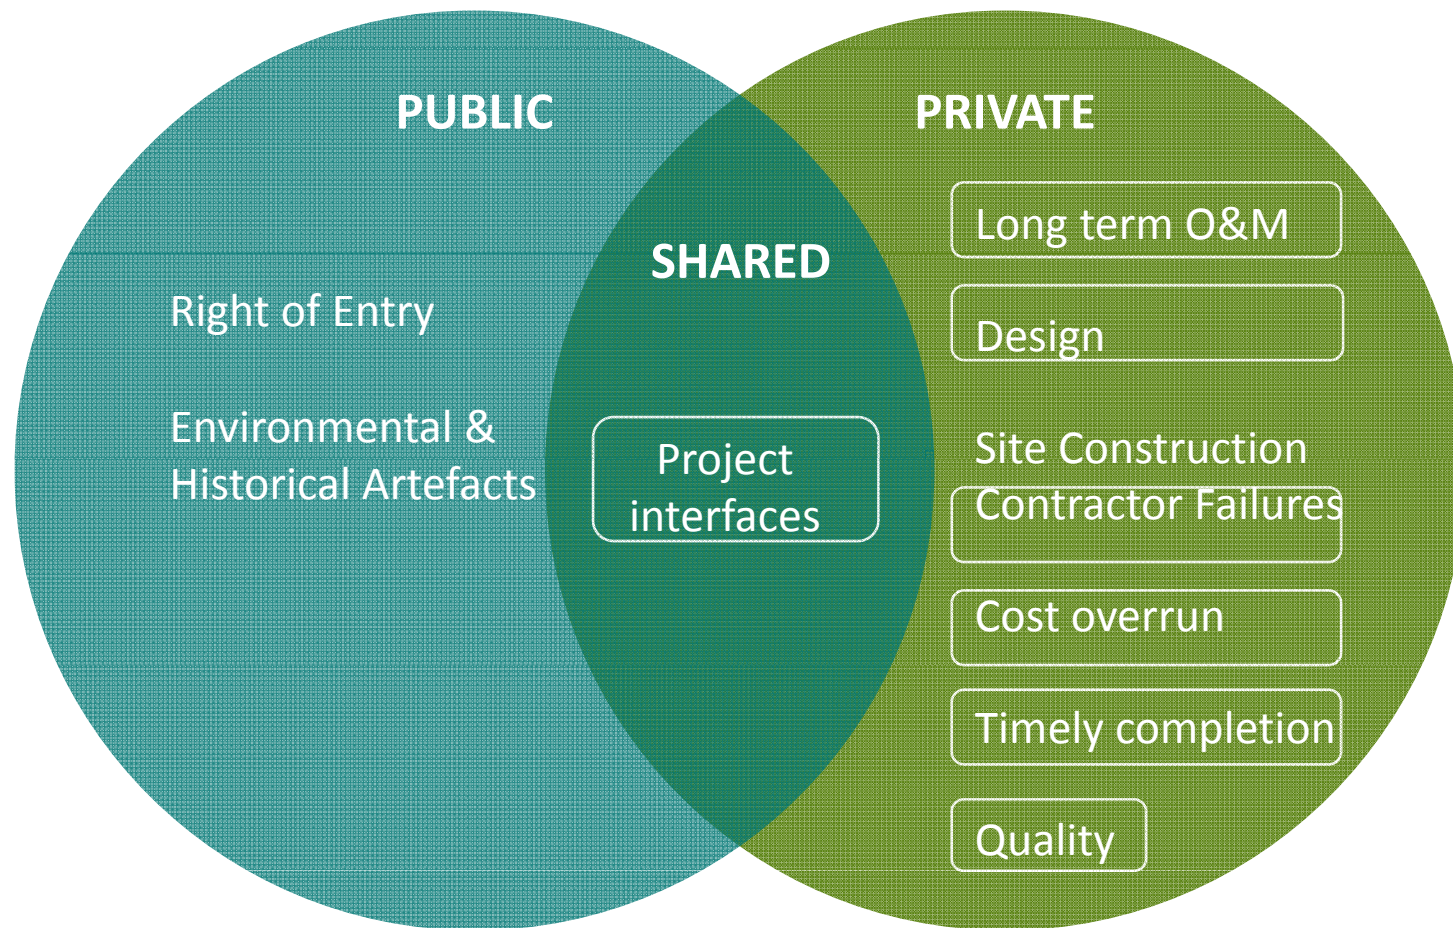 PUBLIC
Right of Entry
Environmental &
Historical Artefacts
SHARED
Project
interfaces
PRIVATE
Long term O&M
Design
Site Construction
Contractor Failures
Cost overrun
Timely completion
Quality